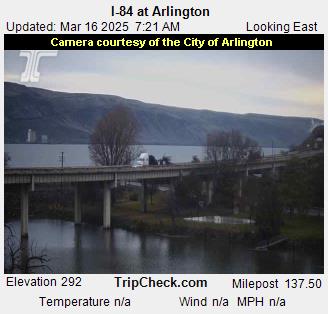 I-84 at Arlington
Updated: Mar 16 2025 7:21 AM Looking East
Camera courtesy of the City of Arlington
Elevation 292 TripCheck.com Milepost 137.50
Temperature n/a Wind n/a MPH n/a